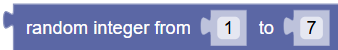 random integer from 1 to 7